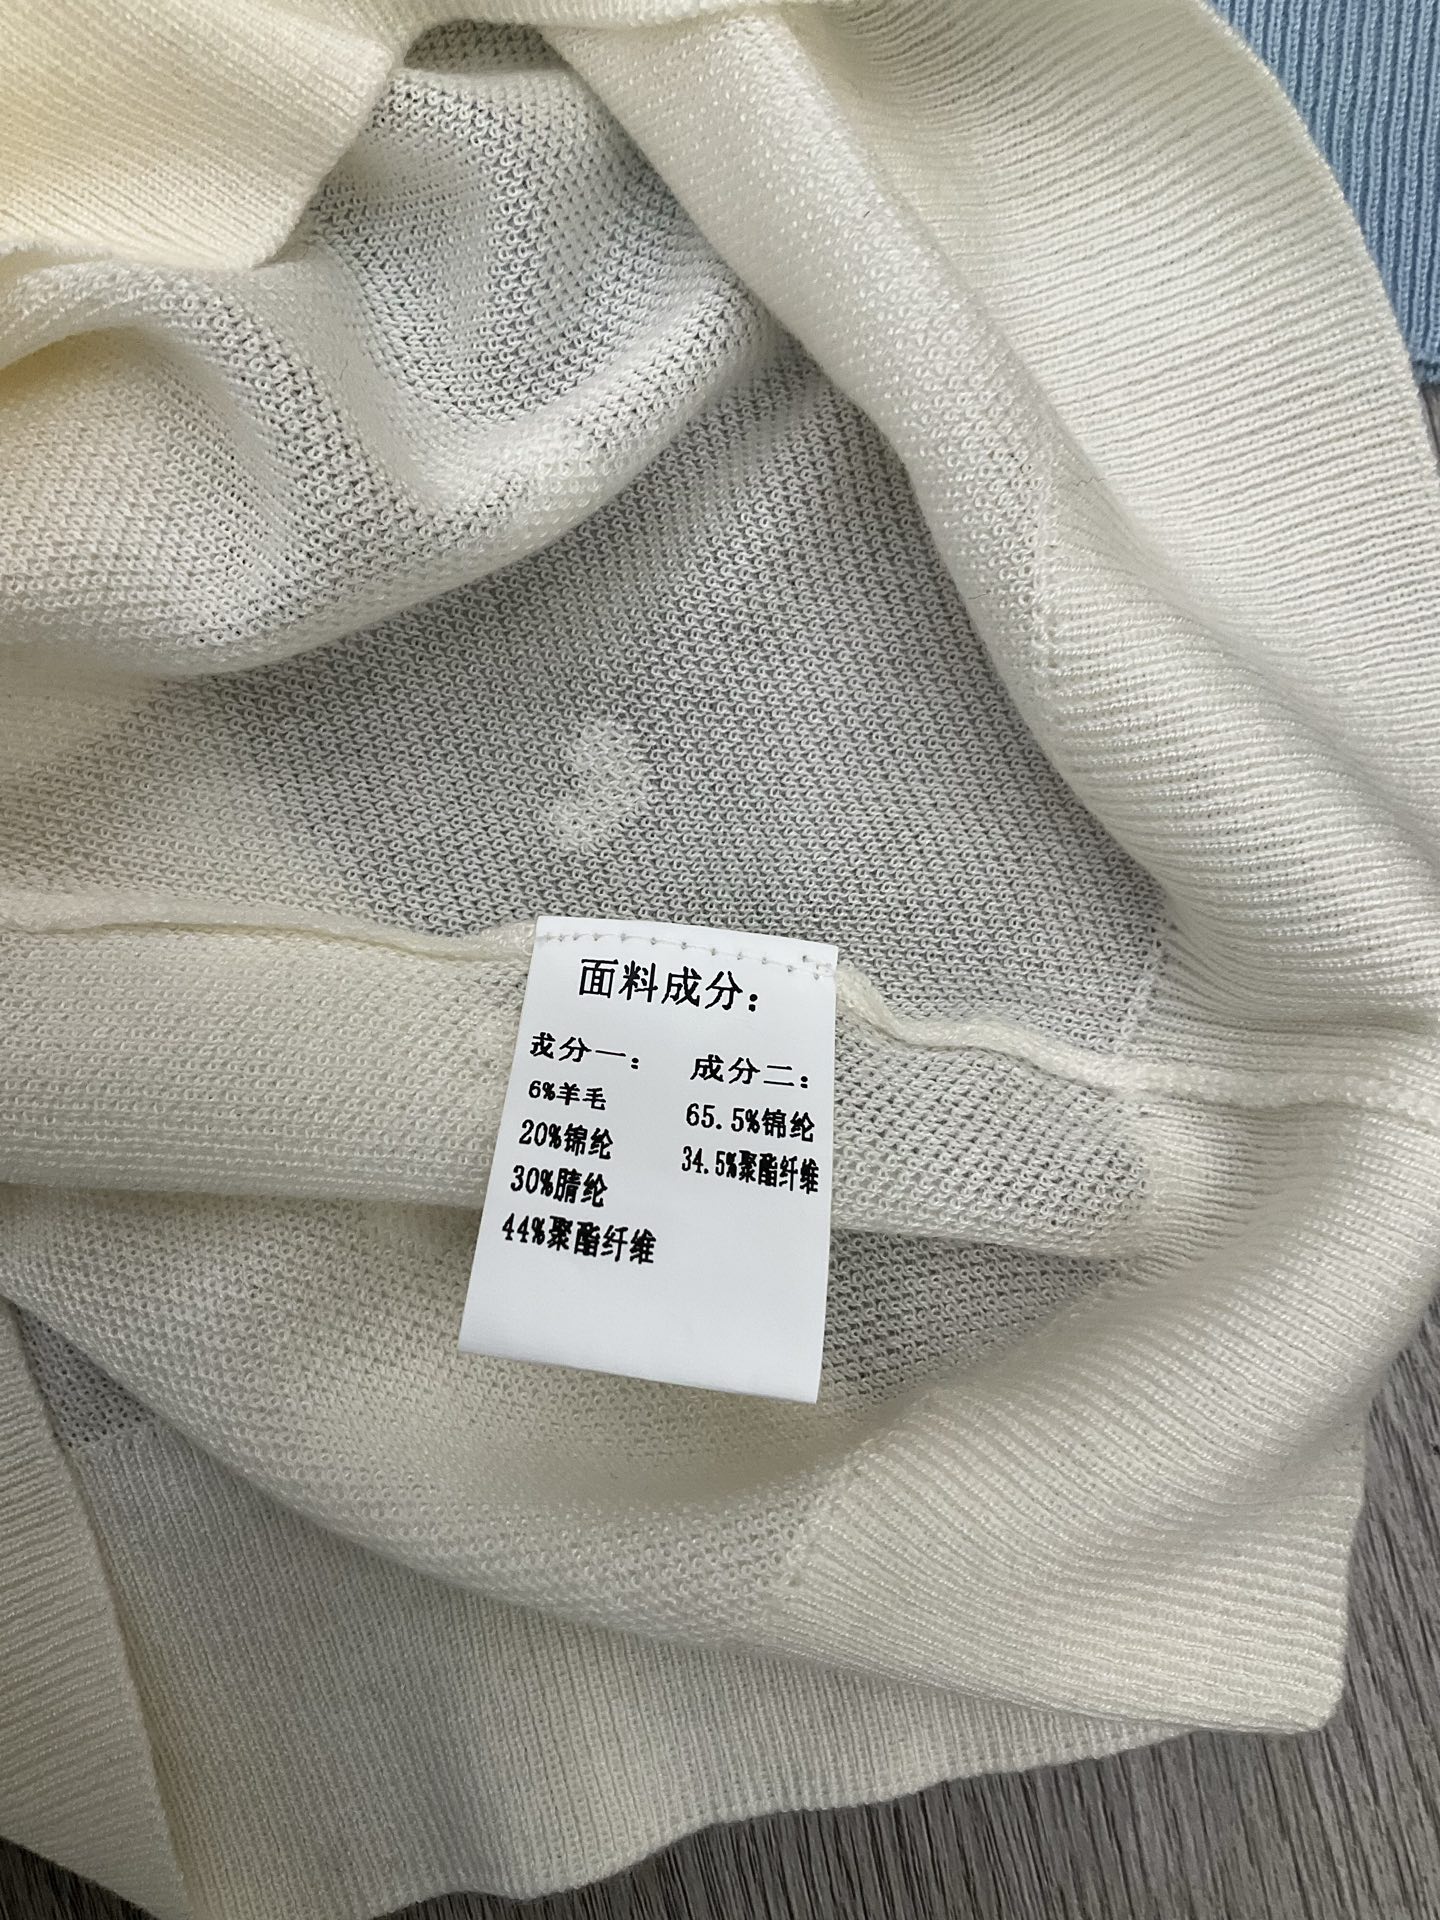 面料成分：
成分一：
6%羊毛
20%锦纶
30%腈纶
44%聚酯纤维
成分二：
65.5%锦纶
34.5%聚酯纤维